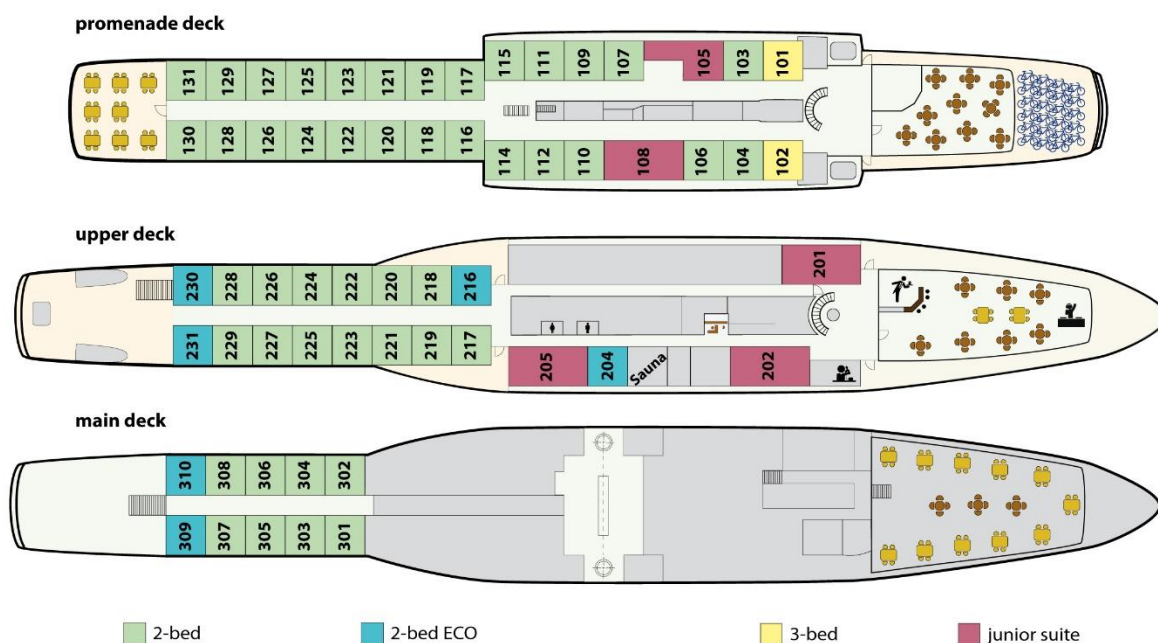 promenade deck
131 129 127 125 123 121 119 117 115 111 109 107 105 103 101
130 128 126 124 122 120 118 116 114 112 110 108 106 104 102
upper deck
230 228 226 224 222 220 218 216 201
231 229 227 225 223 221 219 217 205 204 Sauna 202
main deck
310 308 306 304 302
309 307 305 303 301
2-bed 2-bed ECO 3-bed junior suite